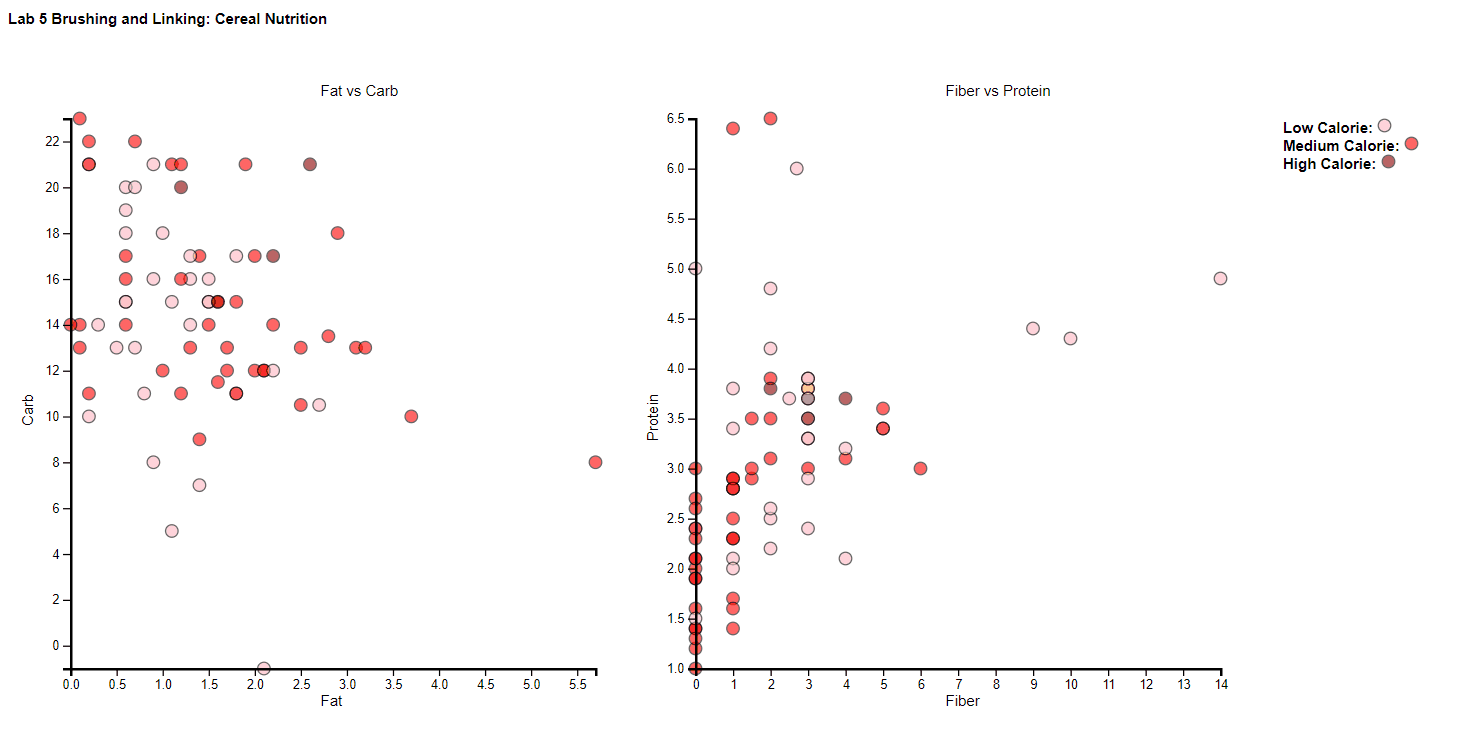 Lab 5 Brushing and Linking: Cereal Nutrition
Fat vs Carb
22
20
18
16
14
12
10
8
6
4
2
0
Carb
0.0 0.5 1.0 1.5 2.0 2.5 3.0 3.5 4.0 4.5 5.0 5.5
Fat
Fiber vs Protein
6.5
6.0
5.5
5.0
4.5
4.0
3.5
3.0
2.5
2.0
1.5
1.0
Protein
0 1 2 3 4 5 6 7 8 9 10 11 12 13 14
Fiber
Low Calorie:
Medium Calorie:
High Calorie: